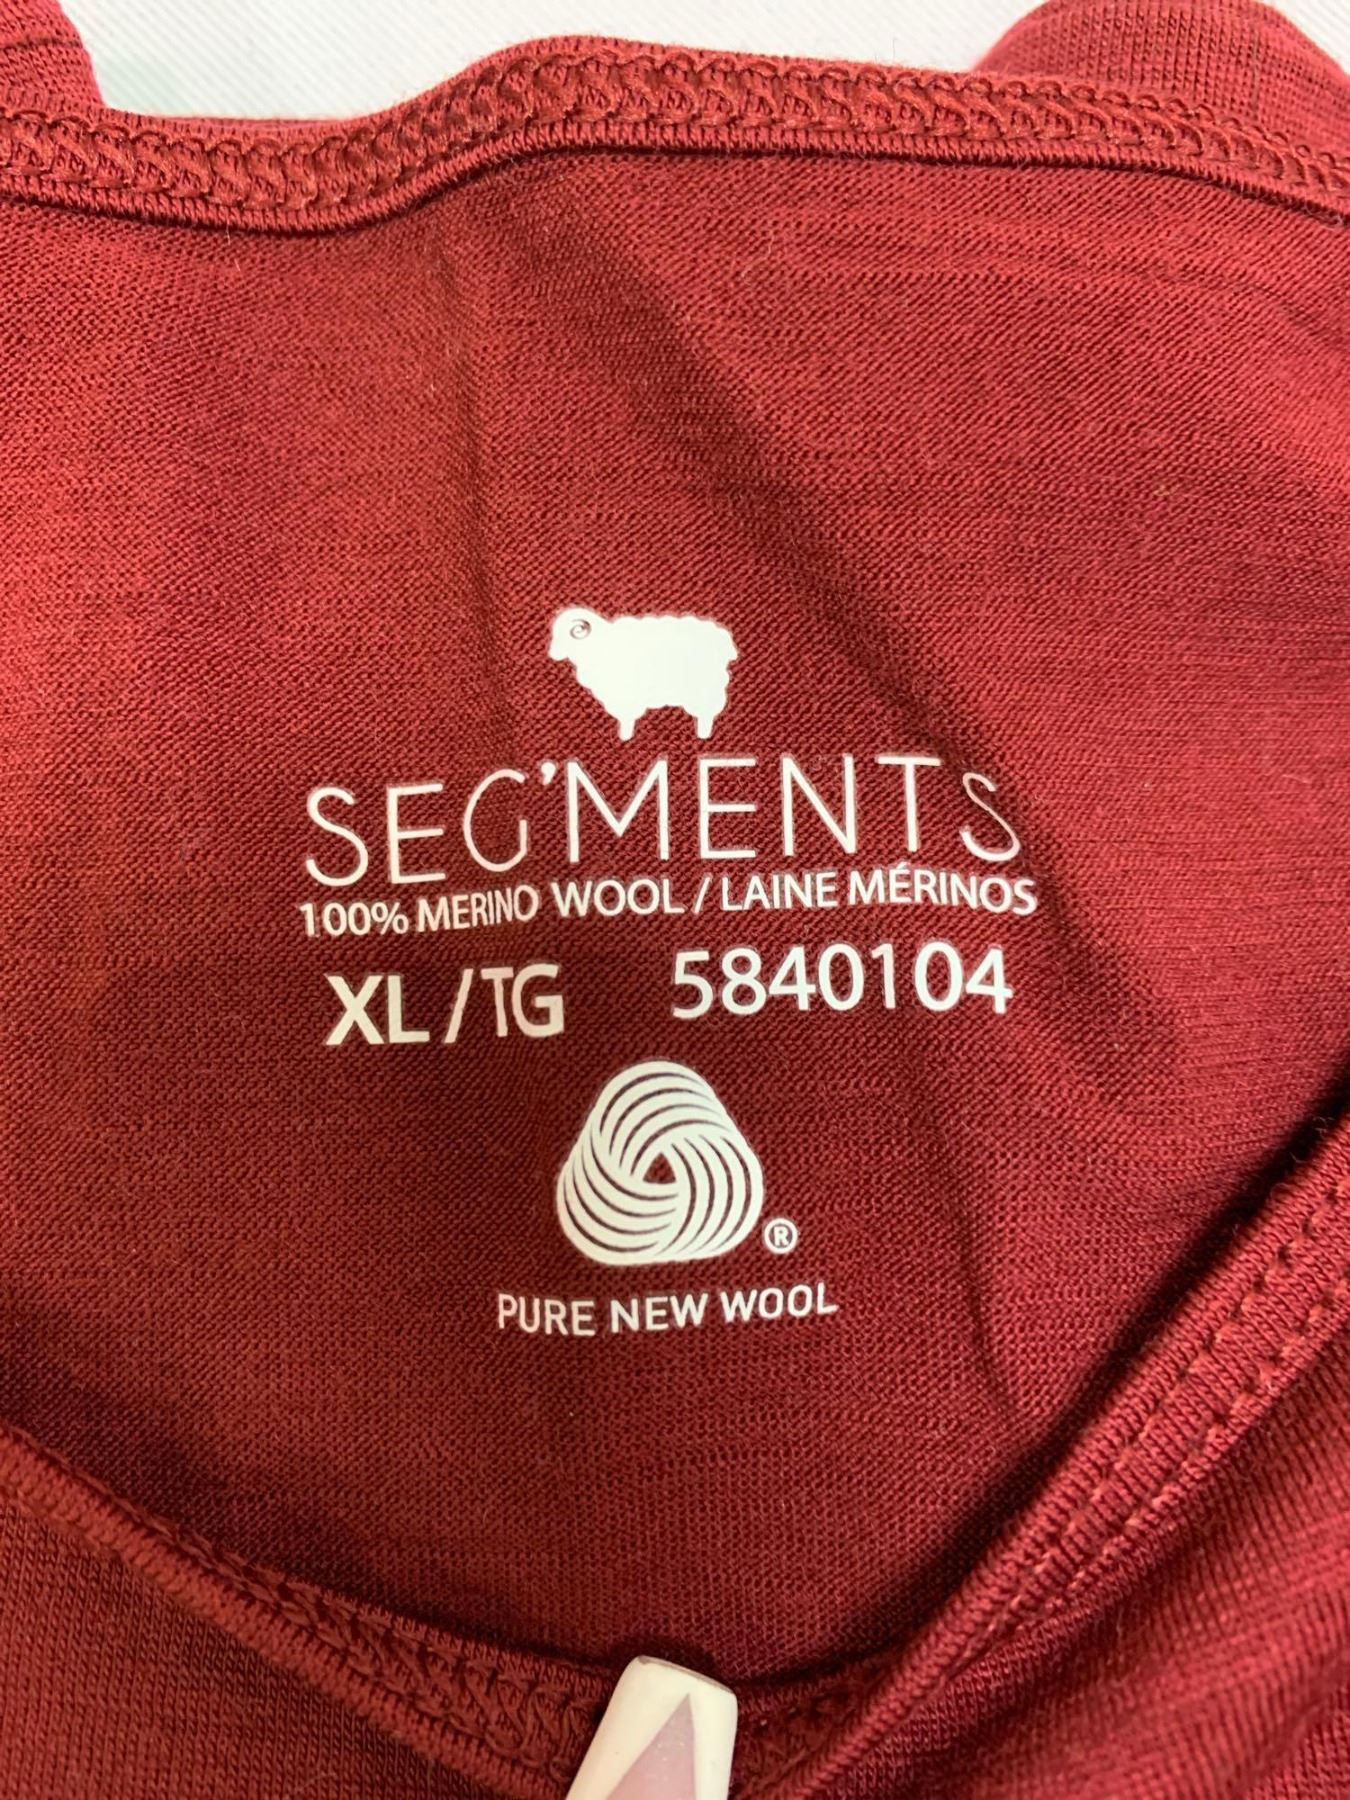 SEG'MENTS
100% MERINO WOOL / LAINE MÉRINOS
XL / TG 5840104
®
PURE NEW WOOL